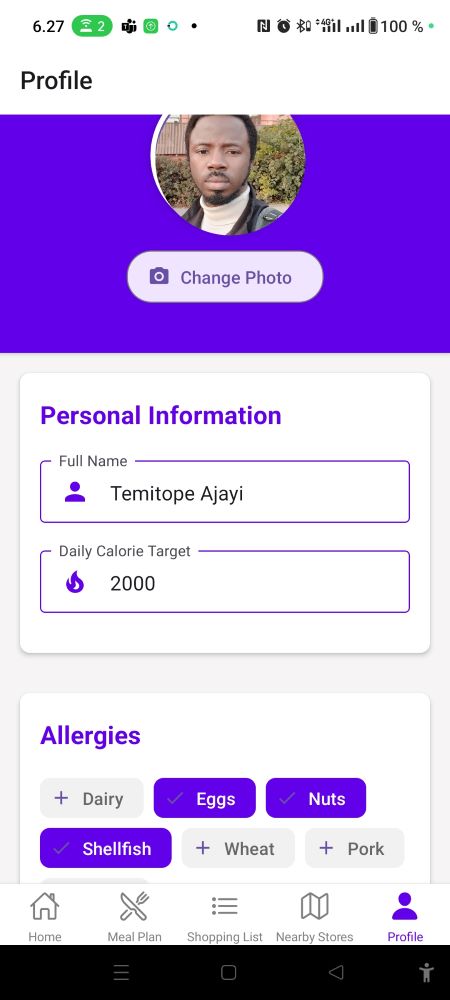 6.27 2 4G 100 %
Profile
Change Photo
Personal Information
Full Name
Temitope Ajayi
Daily Calorie Target
2000
Allergies
Dairy Eggs Nuts
Shellfish Wheat Pork
Home Meal Plan Shopping List Nearby Stores Profile